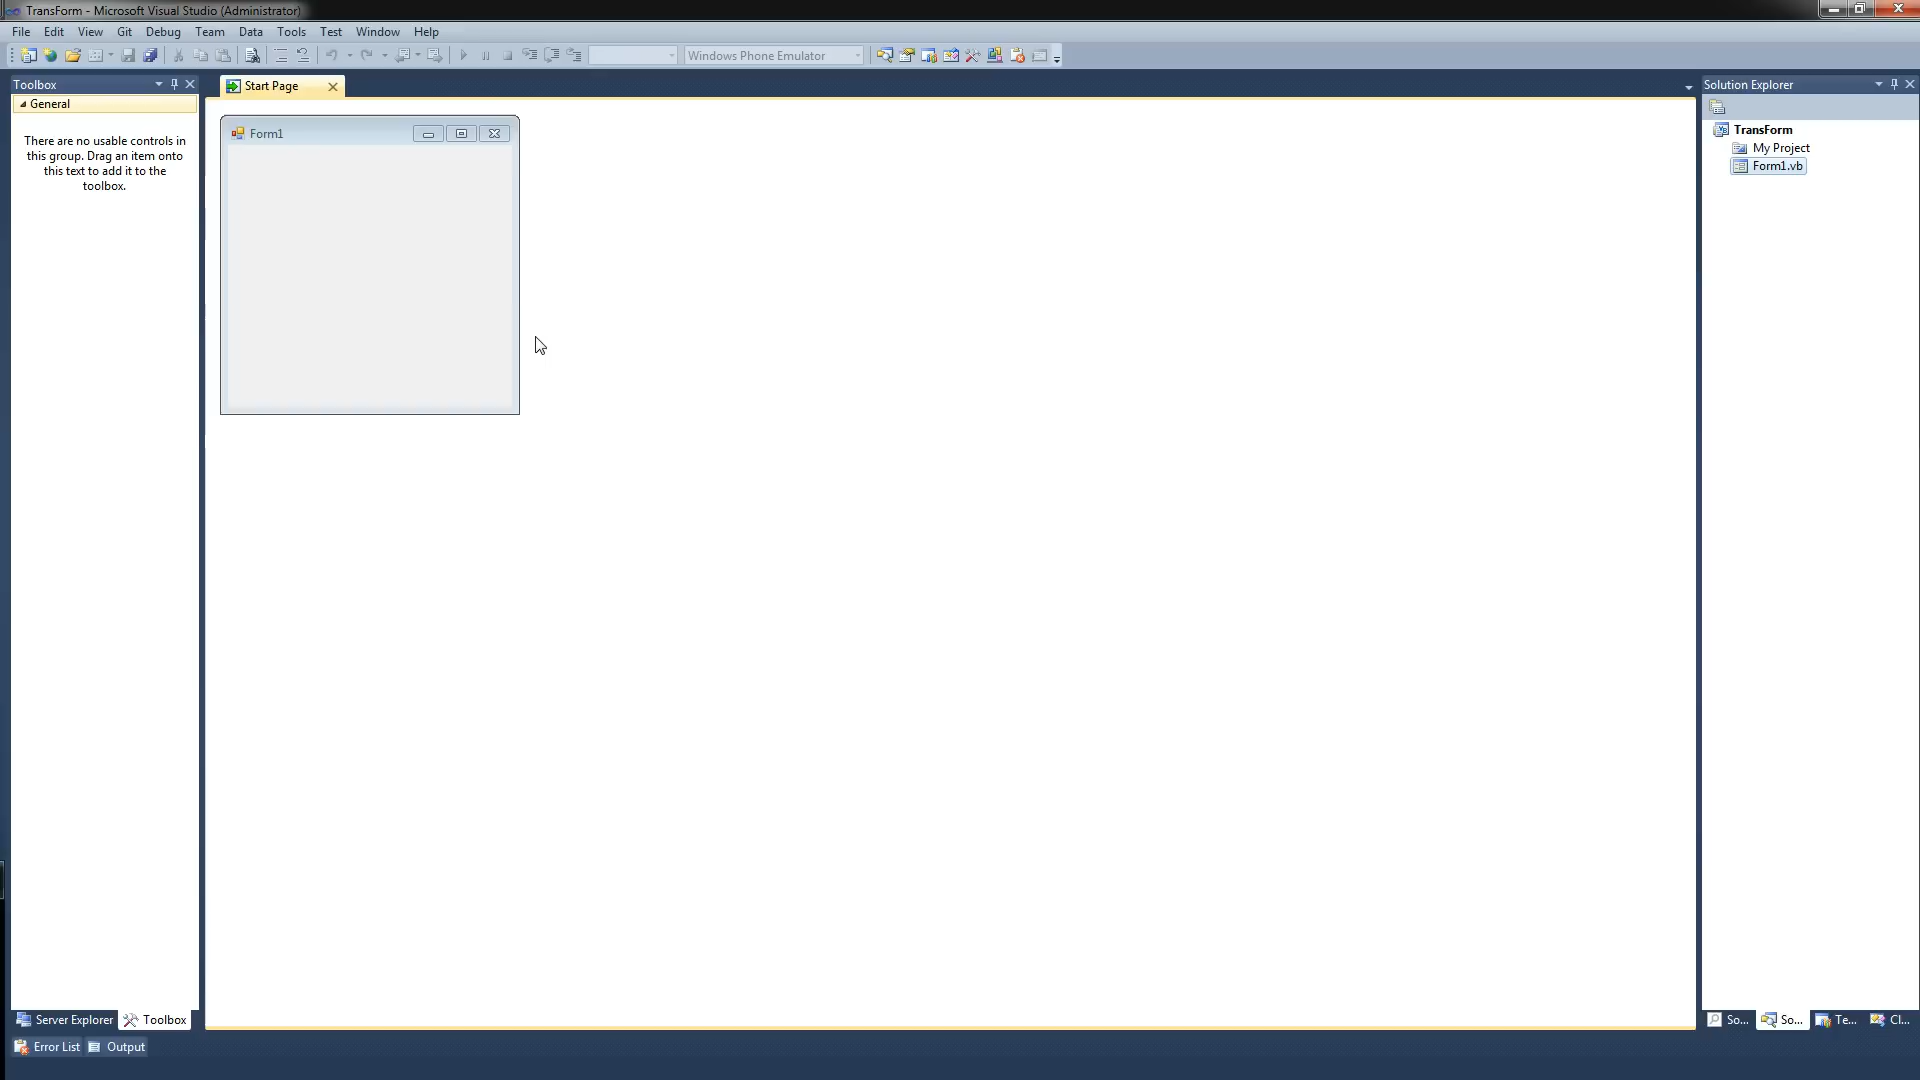 TransForm - Microsoft Visual Studio (Administrator)
File Edit View Git Debug Team Data Tools Test Window Help
Windows Phone Emulator
Toolbox
Start Page
Solution Explorer
General
There are no usable controls in
this group. Drag an item onto
this text to add it to the
toolbox.
Form1
TransForm
My Project
Form1.vb
Server Explorer Toolbox
So... So... Te... Cl...
Error List Output